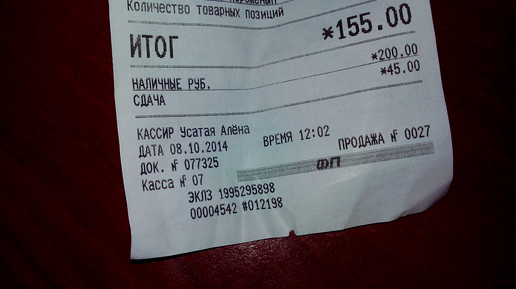 Количество товарных позиций
ИТОГ *155.00
НАЛИЧНЫЕ РУБ. *200.00
СДАЧА *45.00
КАССИР Усатая Алёна
ДАТА 08.10.2014 ВРЕМЯ 12:02
ДОК. № 077325 ПРОДАЖА № 0027
Касса № 07 ФП
ЭКЛЗ 1995295898
00004542 #012198